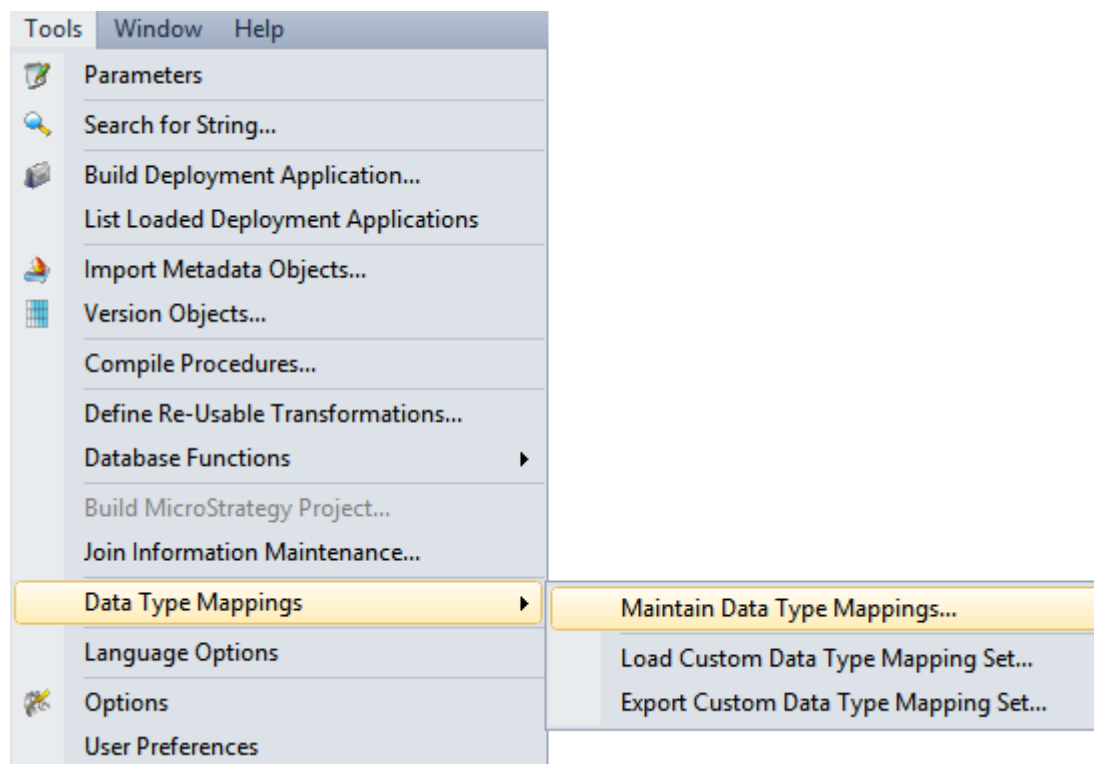 Tools Window Help
Parameters
Search for String...
Build Deployment Application...
List Loaded Deployment Applications
Import Metadata Objects...
Version Objects...
Compile Procedures...
Define Re-Usable Transformations...
Database Functions
Build MicroStrategy Project...
Join Information Maintenance...
Data Type Mappings
Maintain Data Type Mappings...
Load Custom Data Type Mapping Set...
Export Custom Data Type Mapping Set...
Language Options
Options
User Preferences